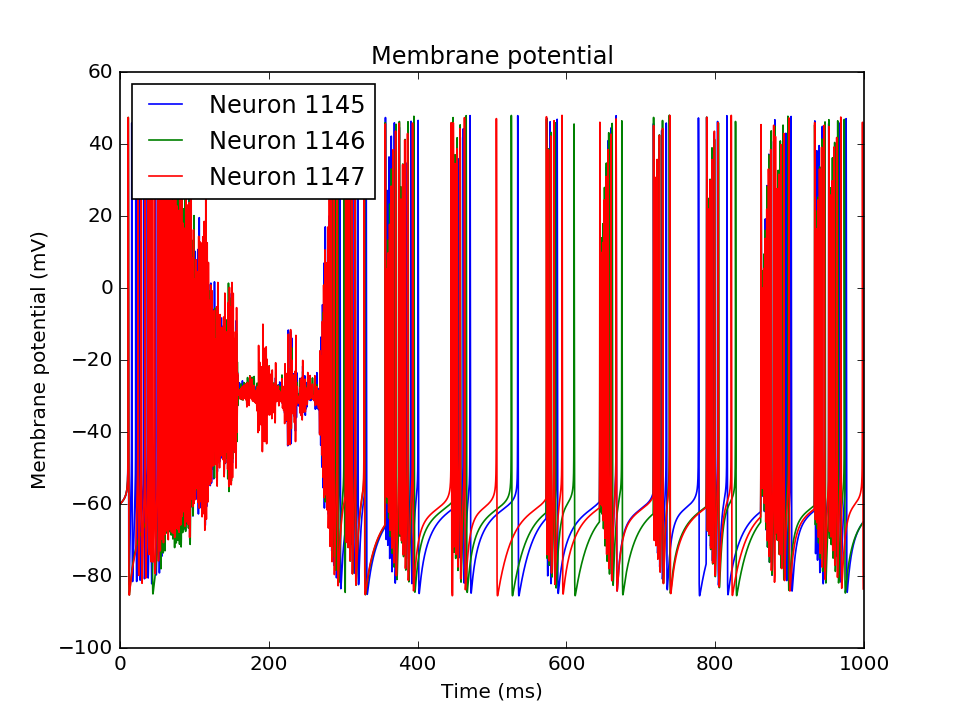 Membrane potential
Neuron 1145
Neuron 1146
Neuron 1147
Membrane potential (mV)
60
40
20
0
−20
−40
−60
−80
−100
0 200 400 600 800 1000
Time (ms)